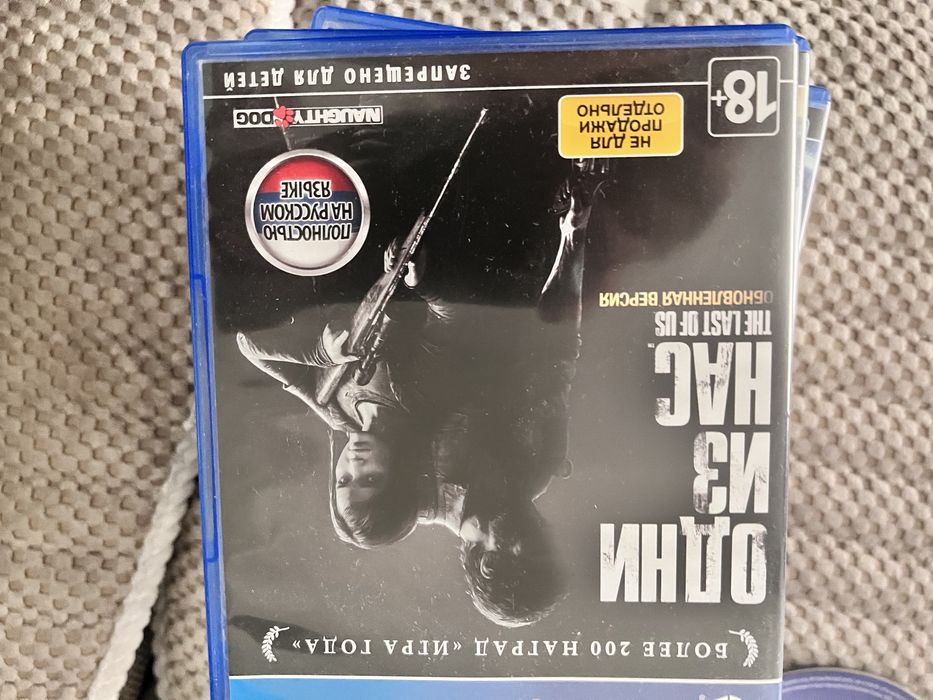 БОЛЕЕ 200 НАГРАД «ИГРА ГОДА»
ОДНИ
ИЗ
НАС™
THE LAST OF US
ОБНОВЛЕННАЯ ВЕРСИЯ
ПОЛНОСТЬЮ
НА РУССКОМ
ЯЗЫКЕ
НЕ ДЛЯ
ПРОДАЖИ
ОТДЕЛЬНО
NAUGHTY DOG
18+
ЗАПРЕЩЕНО ДЛЯ ДЕТЕЙ